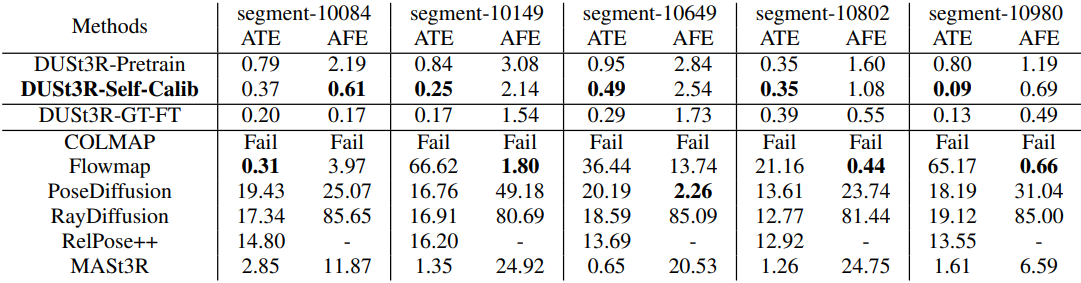 Methods segment-10084 segment-10149 segment-10649 segment-10802 segment-10980
ATE AFE ATE AFE ATE AFE ATE AFE ATE AFE
DUSt3R-Pretrain 0.79 2.19 0.84 3.08 0.95 2.84 0.35 1.60 0.80 1.19
DUSt3R-Self-Calib 0.37 0.61 0.25 2.14 0.49 2.54 0.35 1.08 0.09 0.69
DUSt3R-GT-FT 0.20 0.17 0.17 1.54 0.29 1.73 0.39 0.55 0.13 0.49
COLMAP Fail Fail Fail Fail Fail Fail Fail Fail Fail Fail
Flowmap 0.31 3.97 66.62 1.80 36.44 13.74 21.16 0.44 65.17 0.66
PoseDiffusion 19.43 25.07 16.76 49.18 20.19 2.26 13.61 23.74 18.19 31.04
RayDiffusion 17.34 85.65 16.91 80.69 18.59 85.09 12.77 81.44 19.12 85.00
RelPose++ 14.80 - 16.20 - 13.69 - 12.92 - 13.55 -
MASt3R 2.85 11.87 1.35 24.92 0.65 20.53 1.26 24.75 1.61 6.59